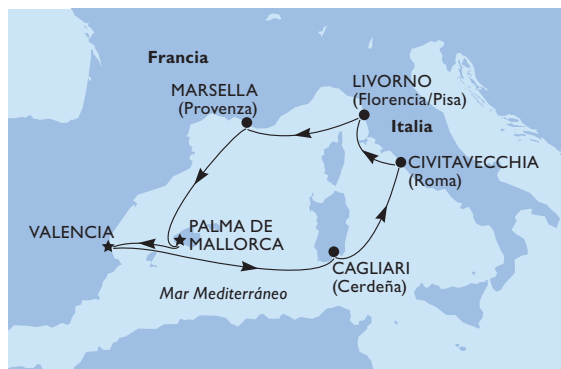 Francia
MARSELLA
(Provenza)
LIVORNO
(Florencia/Pisa)
Italia
CIVITAVECCHIA
(Roma)
VALENCIA
PALMA DE
MALLORCA
CAGLIARI
(Cerdeña)
Mar Mediterráneo